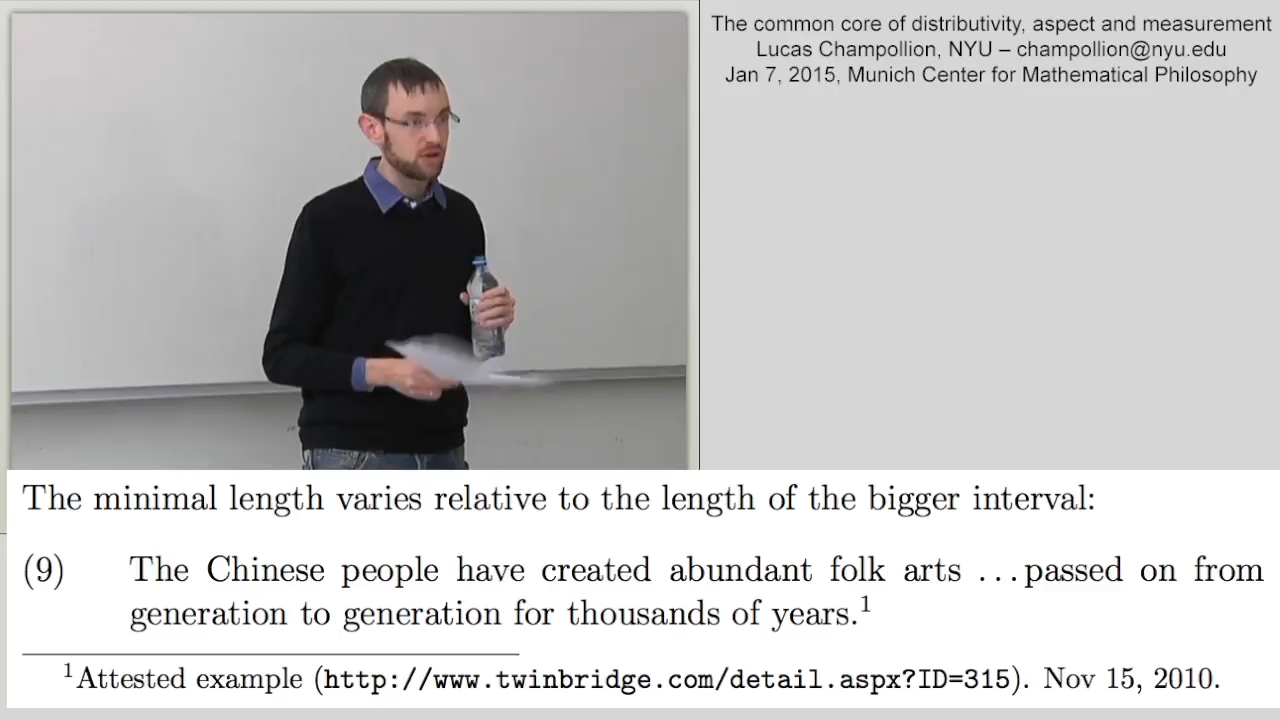 The common core of distributivity, aspect and measurement
Lucas Champollion, NYU – champollion@nyu.edu
Jan 7, 2015, Munich Center for Mathematical Philosophy
The minimal length varies relative to the length of the bigger interval:
(9) The Chinese people have created abundant folk arts ...passed on from
generation to generation for thousands of years.¹
¹Attested example (http://www.twinbridge.com/detail.aspx?ID=315). Nov 15, 2010.